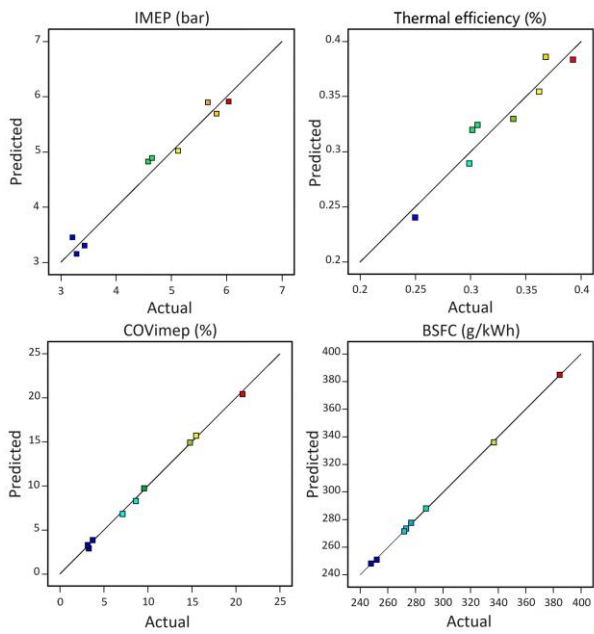 IMEP (bar)
7
6
5
4
3
3 4 5 6 7
Predicted
Actual
Thermal efficiency (%)
0.4
0.35
0.3
0.25
0.2
0.2 0.25 0.3 0.35 0.4
Predicted
Actual
COVimep (%)
25
20
15
10
5
0
0 5 10 15 20 25
Predicted
Actual
BSFC (g/kWh)
400
380
360
340
320
300
280
260
240
240 260 280 300 320 340 360 380 400
Predicted
Actual